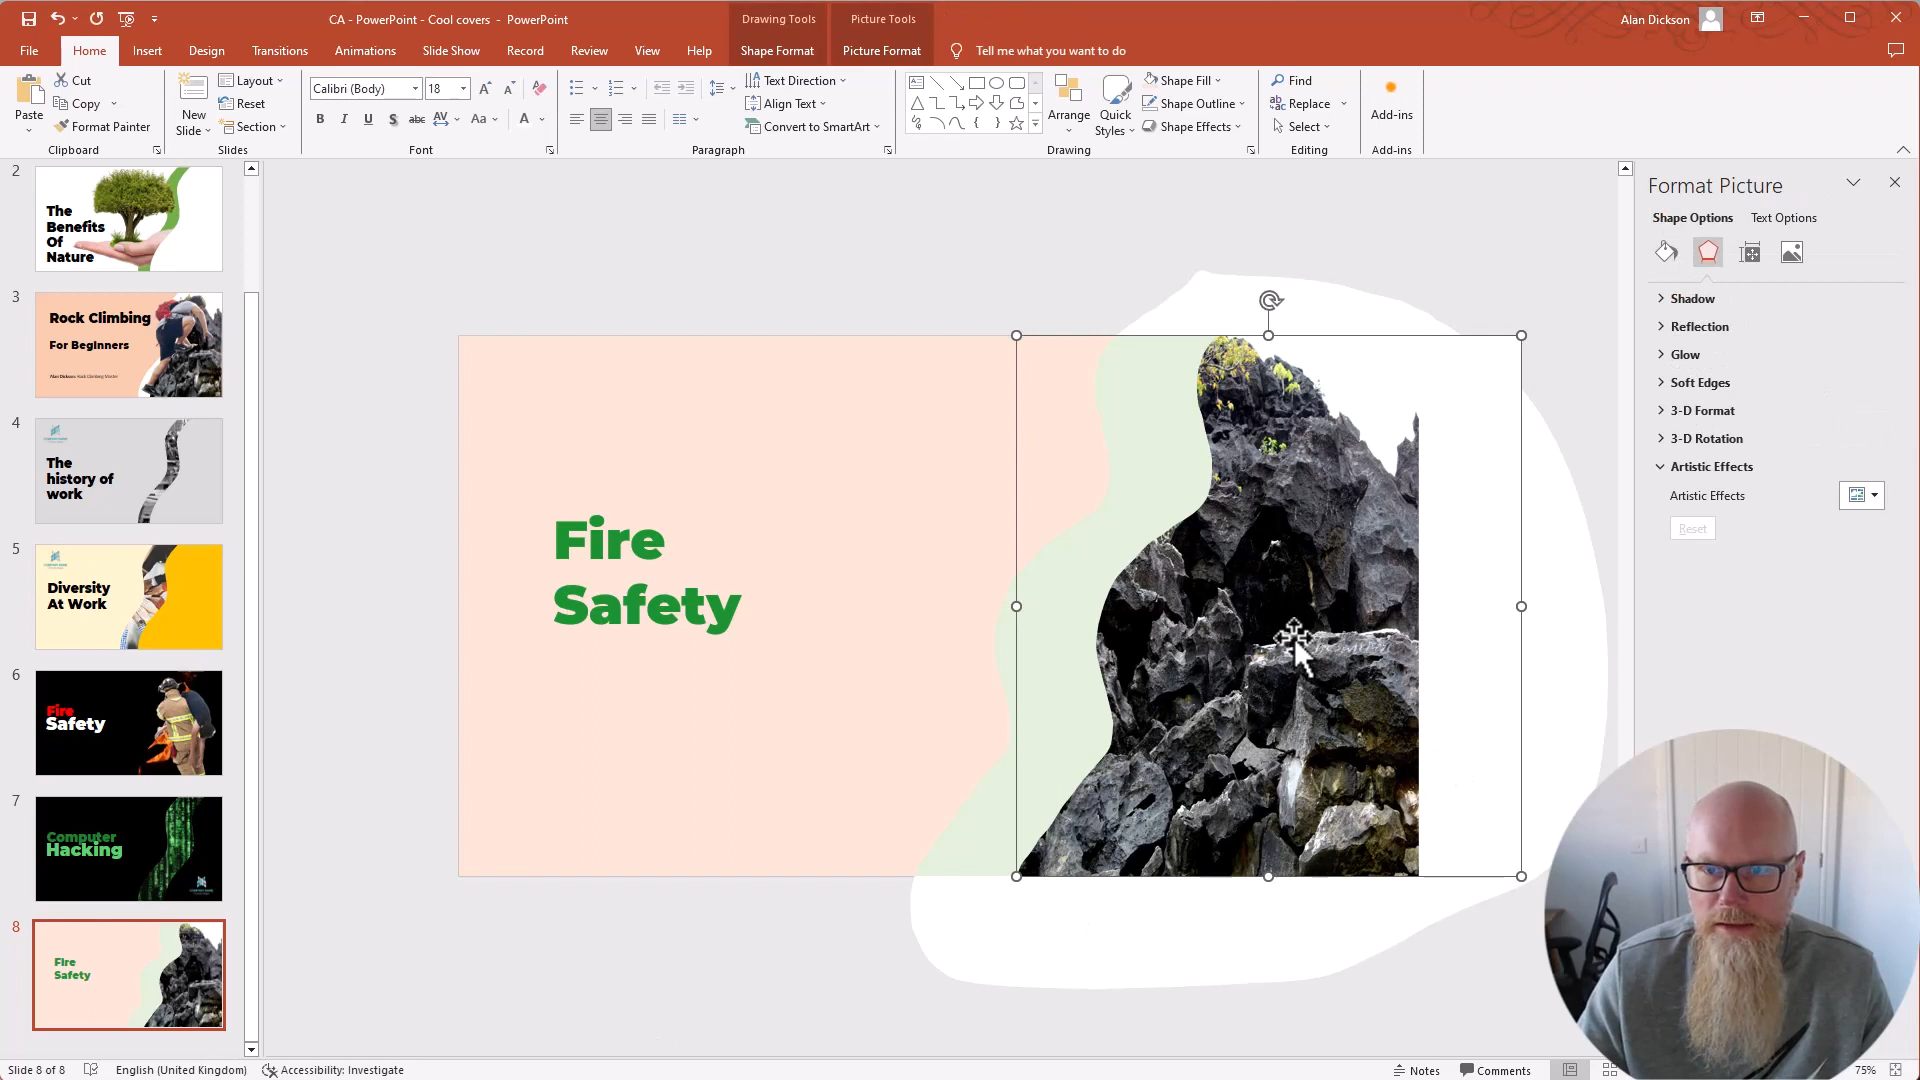 CA - PowerPoint - Cool covers - PowerPoint
Drawing Tools
Picture Tools
Alan Dickson
File
Home
Insert
Design
Transitions
Animations
Slide Show
Record
Review
View
Help
Shape Format
Picture Format
Tell me what you want to do
Paste
Cut
Copy
Format Painter
Clipboard
New
Slide
Layout
Reset
Section
Slides
Calibri (Body)
18
Font
Text Direction
Align Text
Convert to SmartArt
Paragraph
Arrange
Quick
Styles
Shape Fill
Shape Outline
Shape Effects
Drawing
Find
Replace
Select
Editing
Add-ins
Add-ins
2
The
Benefits
Of
Nature
3
Rock Climbing
For Beginners
Alan Dickson: Rock Climbing Master
4
The
history of
work
5
Diversity
At Work
6
Fire
Safety
7
Computer
Hacking
8
Fire
Safety
Fire
Safety
Format Picture
Shape Options
Text Options
Shadow
Reflection
Glow
Soft Edges
3-D Format
3-D Rotation
Artistic Effects
Artistic Effects
Reset
Slide 8 of 8
English (United Kingdom)
Accessibility: Investigate
Notes
Comments
75%